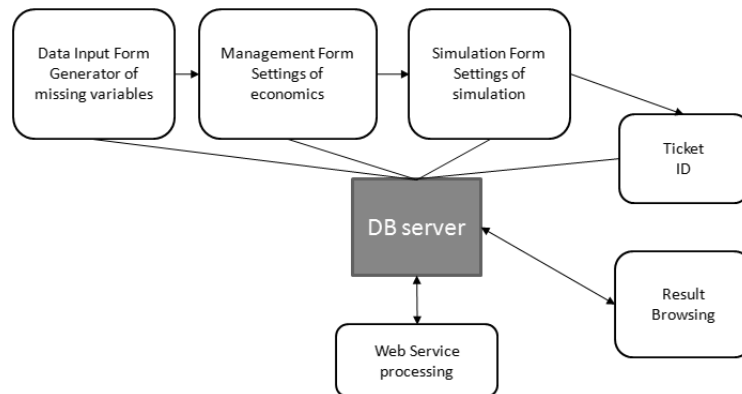 Data Input Form
Generator of
missing variables
Management Form
Settings of
economics
Simulation Form
Settings of
simulation
Ticket
ID
DB server
Result
Browsing
Web Service
processing